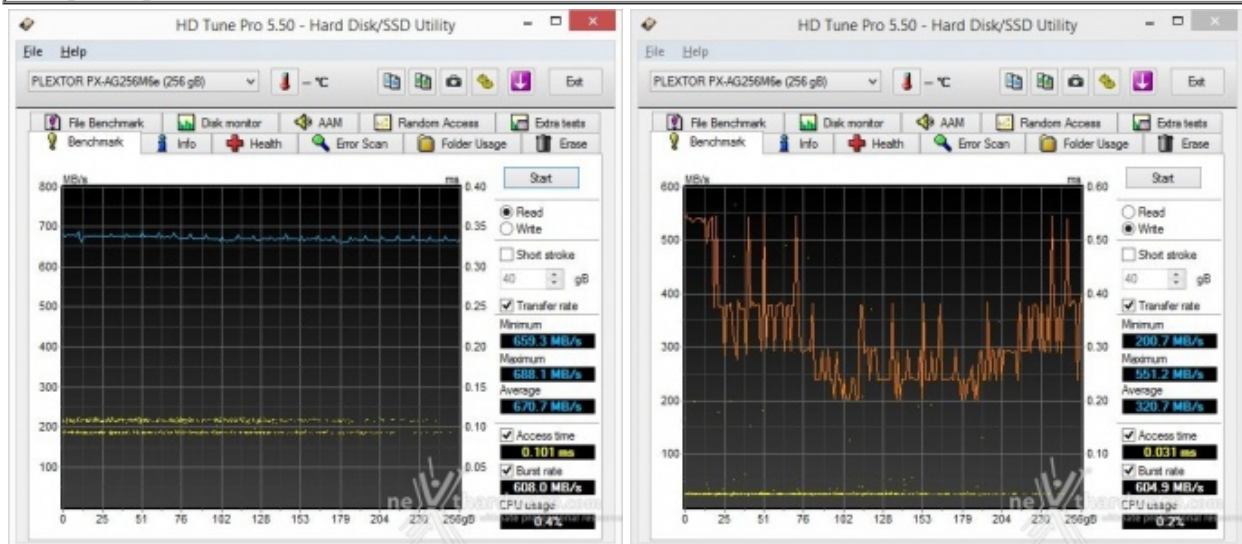 HD Tune Pro 5.50 - Hard Disk/SSD Utility
File Help
PLEXTOR PX-AG256M6e (256 gB)
– °C
Exit
File Benchmark
Disk monitor
AAM
Random Access
Extra tests
Benchmark
Info
Health
Error Scan
Folder Usage
Erase
MB/s
ms
800
700
600
500
400
300
200
100
0.40
0.35
0.30
0.25
0.20
0.15
0.10
0.05
0 25 51 76 102 128 153 179 204 230 256gB
Start
Read
Write
Short stroke
40 gB
Transfer rate
Minimum
659.3 MB/s
Maximum
688.1 MB/s
Average
670.7 MB/s
Access time
0.101 ms
Burst rate
608.0 MB/s
CPU usage
0.4%
HD Tune Pro 5.50 - Hard Disk/SSD Utility
File Help
PLEXTOR PX-AG256M6e (256 gB)
– °C
Exit
File Benchmark
Disk monitor
AAM
Random Access
Extra tests
Benchmark
Info
Health
Error Scan
Folder Usage
Erase
MB/s
ms
600
500
400
300
200
100
0.60
0.50
0.40
0.30
0.20
0.10
0 25 51 76 102 128 153 179 204 230 256gB
Start
Read
Write
Short stroke
40 gB
Transfer rate
Minimum
200.7 MB/s
Maximum
551.2 MB/s
Average
320.7 MB/s
Access time
0.031 ms
Burst rate
604.9 MB/s
CPU usage
0.2%